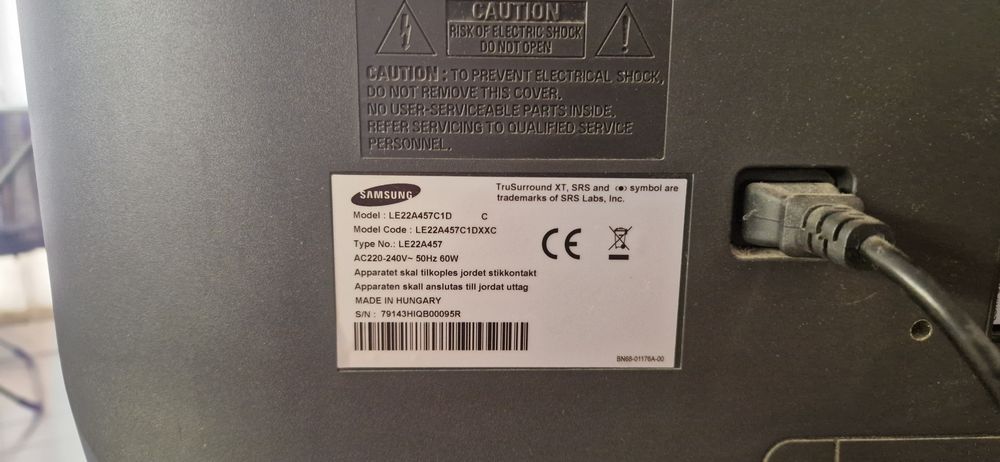 CAUTION
RISK OF ELECTRIC SHOCK
DO NOT OPEN
CAUTION : TO PREVENT ELECTRICAL SHOCK,
DO NOT REMOVE THIS COVER.
NO USER-SERVICEABLE PARTS INSIDE.
REFER SERVICING TO QUALIFIED SERVICE
PERSONNEL.
SAMSUNG
TruSurround XT, SRS and (●) symbol are
trademarks of SRS Labs, Inc.
Model : LE22A457C1D C
Model Code : LE22A457C1DXXC
Type No.: LE22A457
AC220-240V~ 50Hz 60W
Apparatet skal tilkoples jordet stikkontakt
Apparaten skall anslutas till jordat uttag
MADE IN HUNGARY
S/N : 79143HIQB00095R
CE
BN68-01176A-00